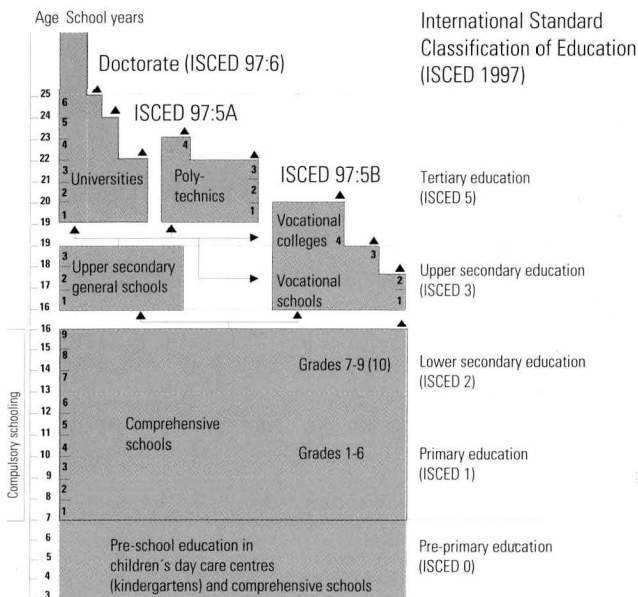 Age School years
International Standard
Classification of Education
(ISCED 1997)
Doctorate (ISCED 97:6)
ISCED 97:5A
ISCED 97:5B
25
24
23
22
21
20
19
6
5
4
3
2
1
Universities
4
3
2
1
Poly-
technics
Tertiary education
(ISCED 5)
19
18
17
16
3
2
1
Upper secondary
general schools
Vocational
colleges
4
3
2
1
Vocational
schools
Upper secondary education
(ISCED 3)
Compulsory schooling
16
15
14
13
12
11
10
9
8
7
9
8
7
6
5
4
3
2
1
Grades 7-9 (10)
Lower secondary education
(ISCED 2)
Comprehensive
schools
Grades 1-6
Primary education
(ISCED 1)
6
5
4
3
Pre-school education in
children´s day care centres
(kindergartens) and comprehensive schools
Pre-primary education
(ISCED 0)